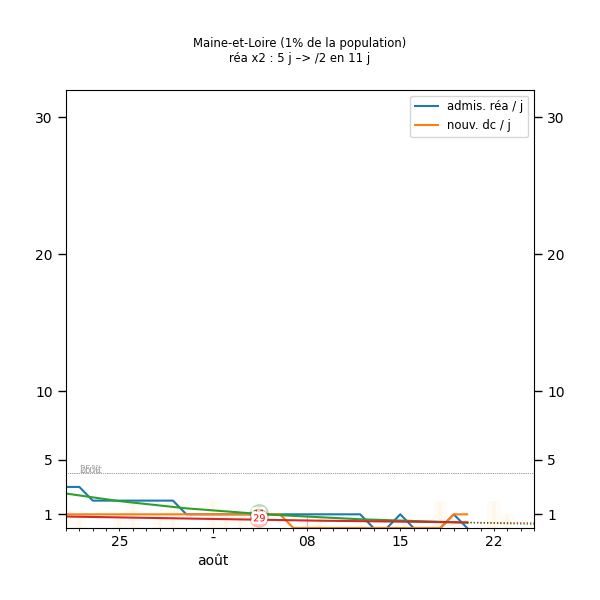 Maine-et-Loire (1% de la population)
réa x2 : 5 j –> /2 en 11 j
admis. réa / j
nouv. dc / j
30 30
20 20
10 10
5 5
1 1
29
25 - 08 15 22
août